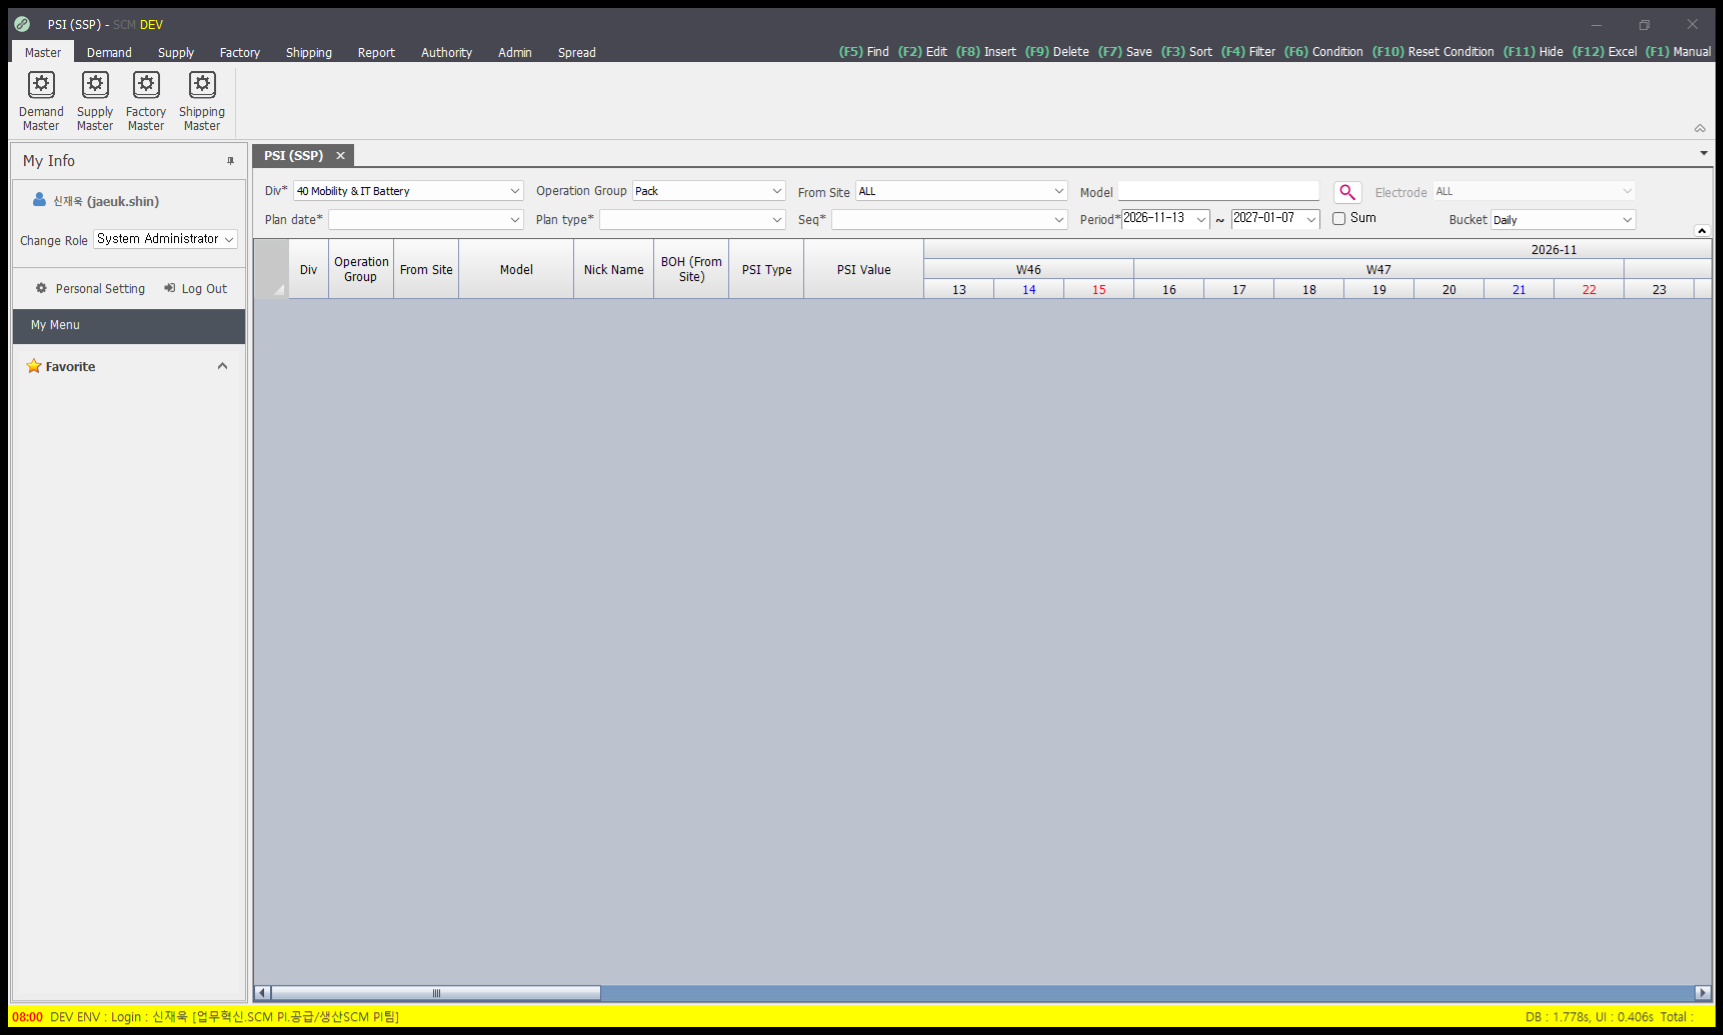 PSI (SSP) - SCM DEV
Master Demand Supply Factory Shipping Report Authority Admin Spread
(F5) Find (F2) Edit (F8) Insert (F9) Delete (F7) Save (F3) Sort (F4) Filter (F6) Condition (F10) Reset Condition (F11) Hide (F12) Excel (F1) Manual
Demand Master
Supply Master
Factory Master
Shipping Master
My Info
신재욱 (jaeuk.shin)
Change Role System Administrator
Personal Setting Log Out
My Menu
Favorite
PSI (SSP)
Div* 40 Mobility & IT Battery Operation Group Pack From Site ALL Model Electrode ALL
Plan date* Plan type* Seq* Period* 2026-11-13 ~ 2027-01-07 Sum Bucket Daily
Div Operation Group From Site Model Nick Name BOH (From Site) PSI Type PSI Value
2026-11
W46 W47
13 14 15 16 17 18 19 20 21 22 23
08:00 DEV ENV : Login : 신재욱 [업무혁신.SCM PI.공급/생산SCM PI팀]
DB : 1.778s, UI : 0.406s Total :